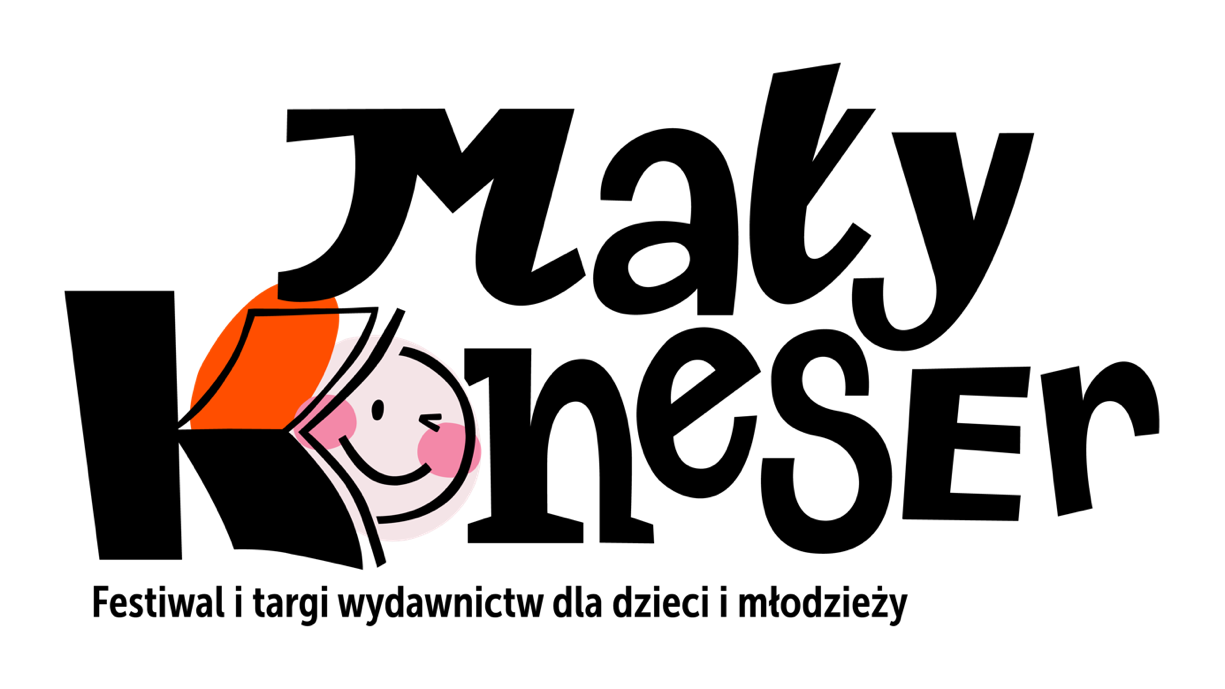 Mały
KoneSEr
Festiwal i targi wydawnictw dla dzieci i młodzieży